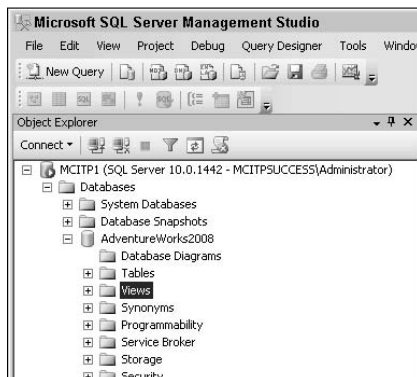 Microsoft SQL Server Management Studio
File Edit View Project Debug Query Designer Tools Windo
New Query
Object Explorer
Connect
MCITP1 (SQL Server 10.0.1442 - MCITPSUCCESS\Administrator)
Databases
System Databases
Database Snapshots
AdventureWorks2008
Database Diagrams
Tables
Views
Synonyms
Programmability
Service Broker
Storage
Security